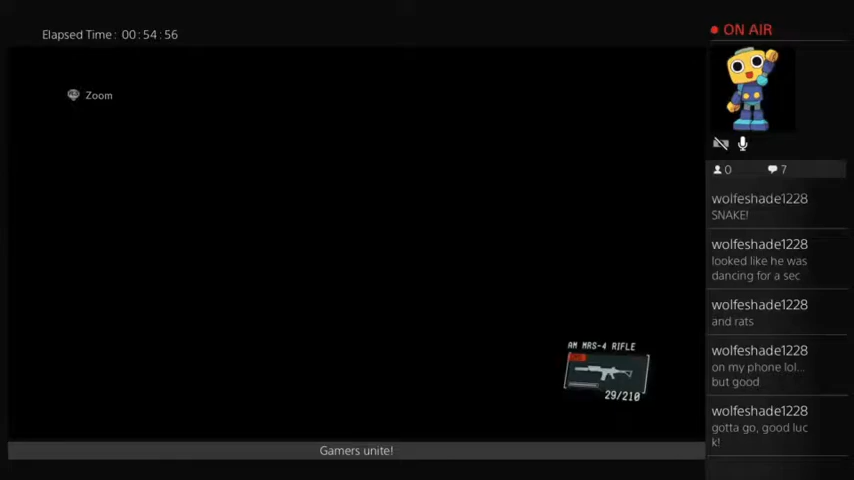 Elapsed Time: 00:54:56
ON AIR
Zoom
0
7
wolfeshade1228
SNAKE!
wolfeshade1228
looked like he was
dancing for a sec
wolfeshade1228
and rats
wolfeshade1228
on my phone lol..
but good
wolfeshade1228
gotta go, good luc
k!
AM MRS-4 RIFLE
29/210
Gamers unite!